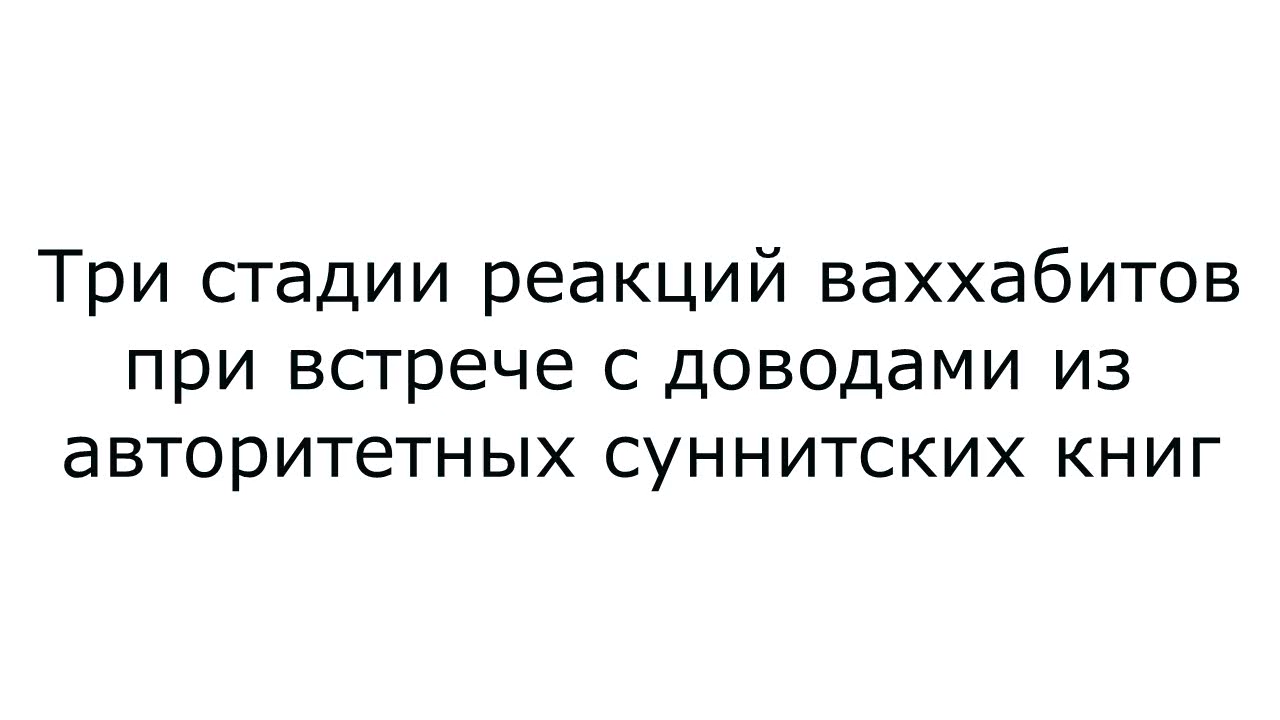 Три стадии реакций ваххабитов
при встрече с доводами из
авторитетных суннитских книг